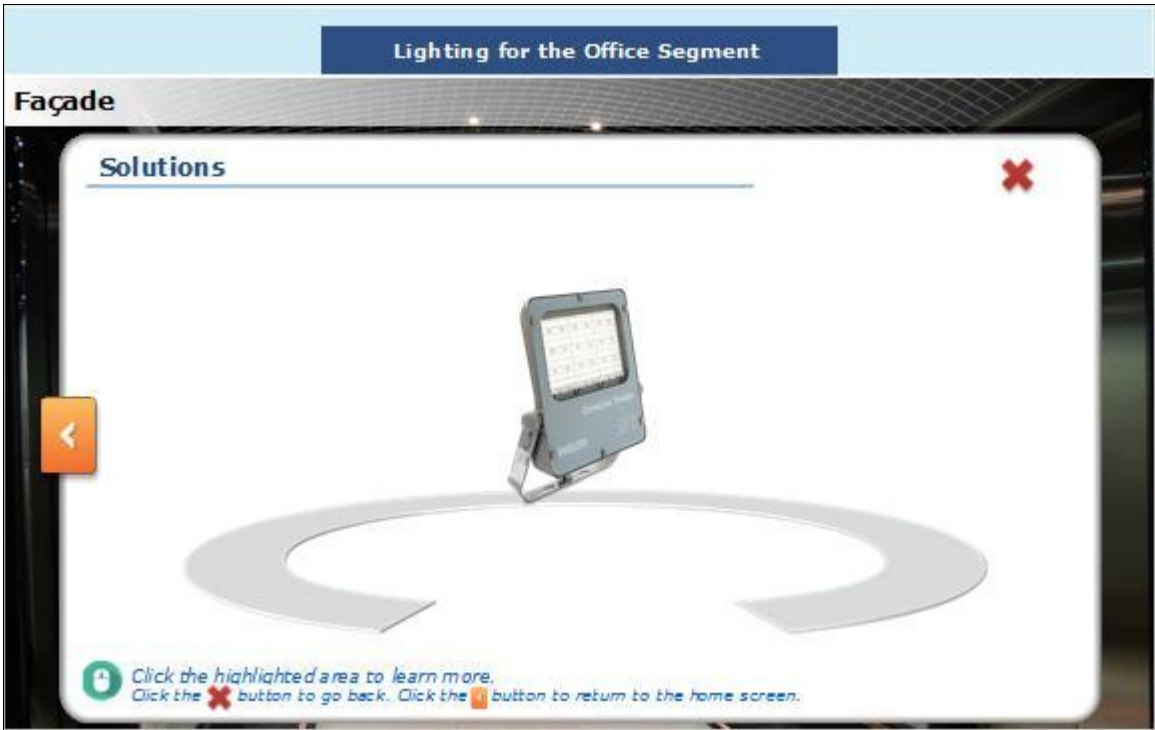 Lighting for the Office Segment
Façade
Solutions
Click the highlighted area to learn more.
Click the button to go back. Click the button to return to the home screen.